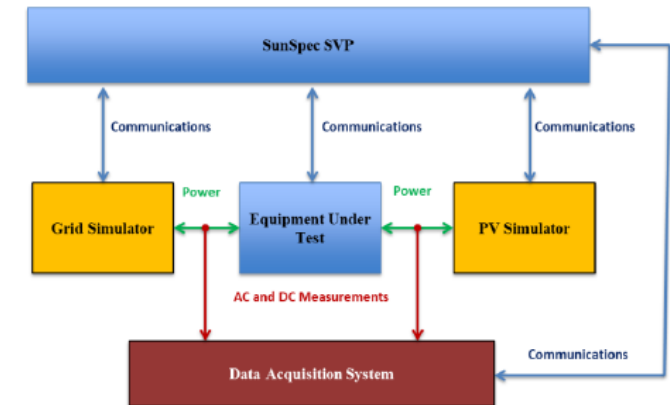 SunSpec SVP
Communications
Communications
Communications
Power
Power
Grid Simulator
Equipment Under
Test
PV Simulator
AC and DC Measurements
Communications
Data Acquisition System